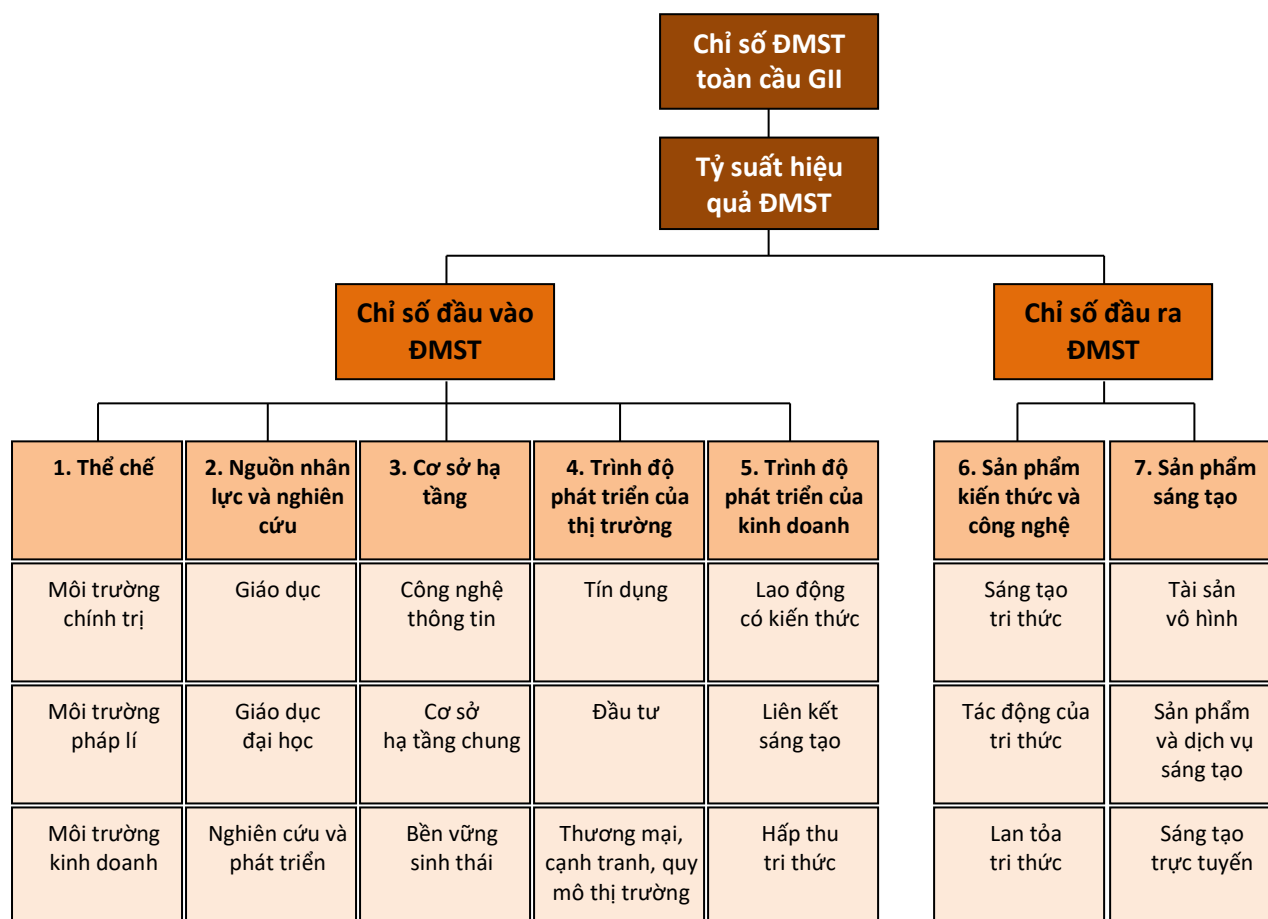 Chỉ số ĐMST
toàn cầu GII
Tỷ suất hiệu
quả ĐMST
Chỉ số đầu vào
ĐMST
Chỉ số đầu ra
ĐMST
1. Thể chế
2. Nguồn nhân
lực và nghiên
cứu
3. Cơ sở hạ
tầng
4. Trình độ
phát triển của
thị trường
5. Trình độ
phát triển của
kinh doanh
6. Sản phẩm
kiến thức và
công nghệ
7. Sản phẩm
sáng tạo
Môi trường
chính trị
Giáo dục
Công nghệ
thông tin
Tín dụng
Lao động
có kiến thức
Sáng tạo
tri thức
Tài sản
vô hình
Môi trường
pháp lí
Giáo dục
đại học
Cơ sở
hạ tầng chung
Đầu tư
Liên kết
sáng tạo
Tác động của
tri thức
Sản phẩm
và dịch vụ
sáng tạo
Môi trường
kinh doanh
Nghiên cứu và
phát triển
Bền vững
sinh thái
Thương mại,
cạnh tranh, quy
mô thị trường
Hấp thu
tri thức
Lan tỏa
tri thức
Sáng tạo
trực tuyến